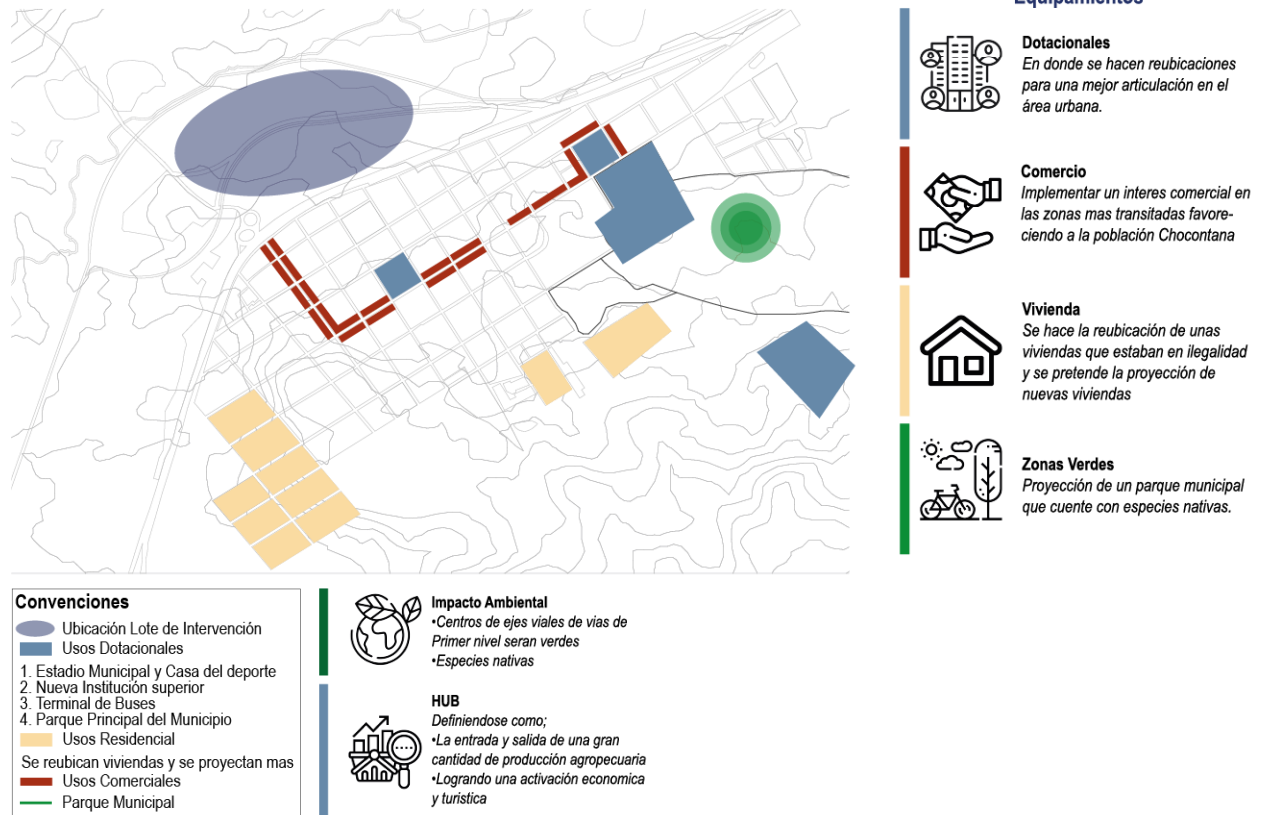 Equipamientos
Dotacionales
En donde se hacen reubicaciones
para una mejor articulación en el
área urbana.
Comercio
Implementar un interes comercial en
las zonas mas transitadas favore-
ciendo a la población Chocontana
Vivienda
Se hace la reubicación de unas
viviendas que estaban en ilegalidad
y se pretende la proyección de
nuevas viviendas
Zonas Verdes
Proyección de un parque municipal
que cuente con especies nativas.
Convenciones
Ubicación Lote de Intervención
Usos Dotacionales
1. Estadio Municipal y Casa del deporte
2. Nueva Institución superior
3. Terminal de Buses
4. Parque Principal del Municipio
Usos Residencial
Se reubican viviendas y se proyectan mas
Usos Comerciales
Parque Municipal
Impacto Ambiental
•Centros de ejes viales de vias de
Primer nivel seran verdes
•Especies nativas
HUB
Definiendose como;
•La entrada y salida de una gran
cantidad de producción agropecuaria
•Logrando una activación economica
y turistica